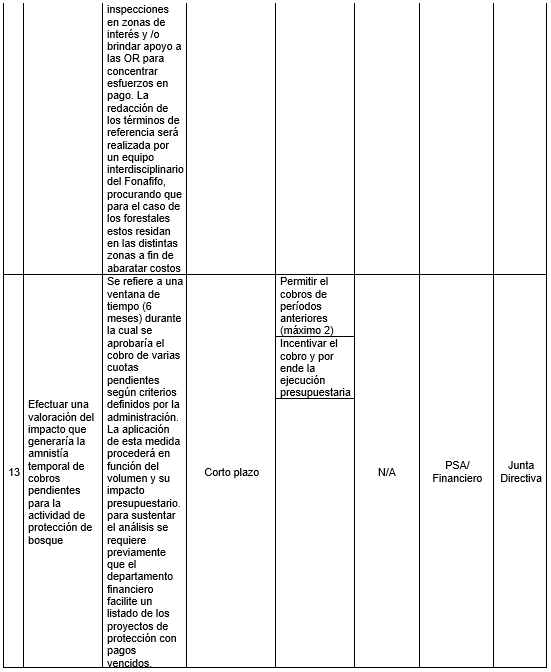 inspecciones
en zonas de
interés y /o
brindar apoyo a
las OR para
concentrar
esfuerzos en
pago. La
redacción de
los términos de
referencia será
realizada por
un equipo
interdisciplinario
del Fonafifo,
procurando que
para el caso de
los forestales
estos residan
en las distintas
zonas a fin de
abaratar costos
13
Efectuar una
valoración del
impacto que
generaría la
amnistía
temporal de
cobros
pendientes
para la
actividad de
protección de
bosque
Se refiere a una
ventana de
tiempo (6
meses) durante
la cual se
aprobaría el
cobro de varias
cuotas
pendientes
según criterios
definidos por la
administración.
La aplicación
de esta medida
procederá en
función del
volumen y su
impacto
presupuestario.
para sustentar
el análisis se
requiere
previamente
que el
departamento
financiero
facilite un
listado de los
proyectos de
protección con
pagos
vencidos.
Corto plazo
Permitir el
cobros de
períodos
anteriores
(máximo 2)
Incentivar el
cobro y por
ende la
ejecución
presupuestaria
N/A
PSA/
Financiero
Junta
Directiva